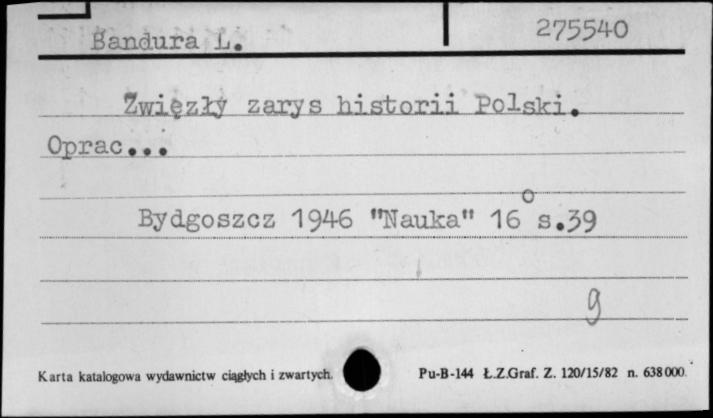 Bandura L. 275540
Zwięzły zarys historii Polski.
Oprac...
Bydgoszcz 1946 "Nauka" 16° s.39
g
Karta katalogowa wydawnictw ciągłych i zwartych. Pu-B-144 Ł.Z.Graf. Z. 120/15/82 n. 638000.